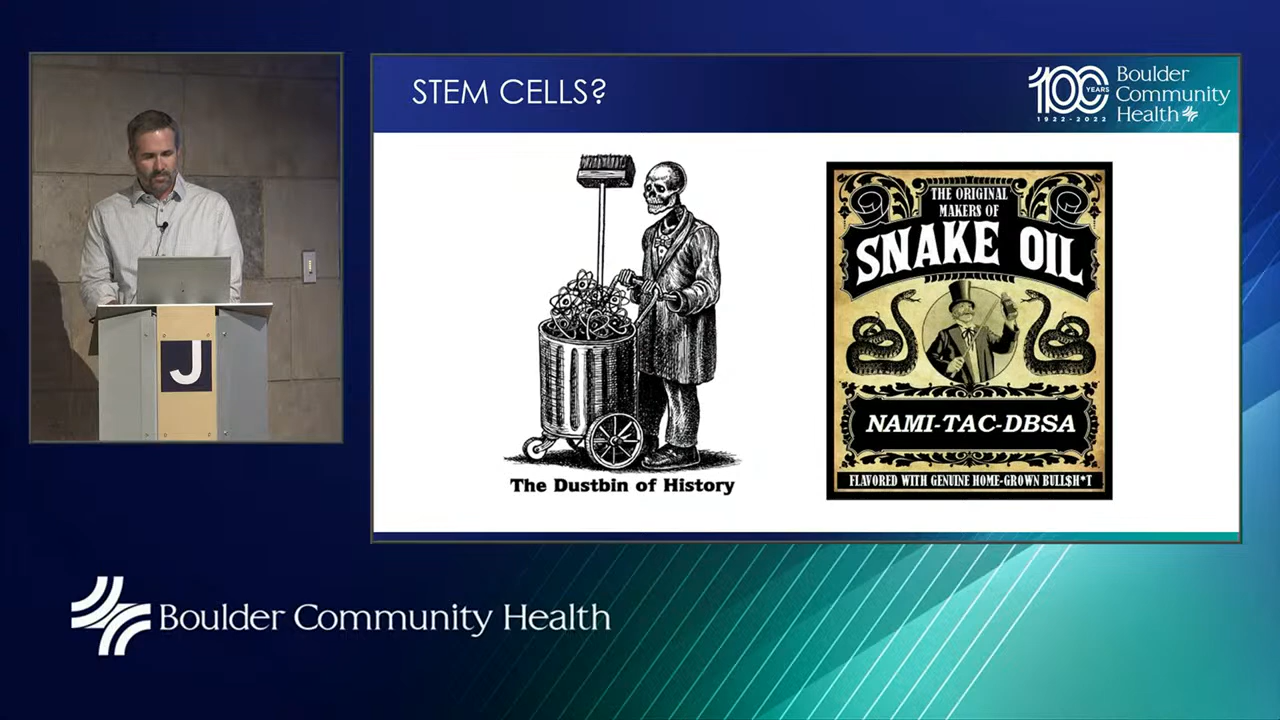 STEM CELLS?
100
YEARS
1922-2022
Boulder
Community
Health
J
The Dustbin of History
THE ORIGINAL
MAKERS OF
SNAKE OIL
NAMI-TAC-DBSA
FLAVORED WITH GENUINE HOME-GROWN BULL$H*T
Boulder Community Health